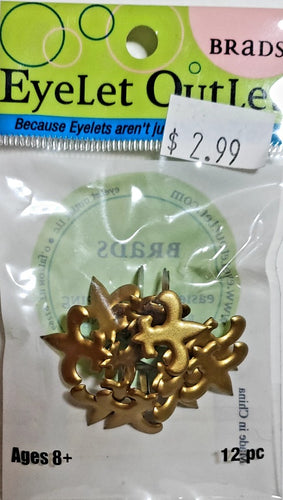 BRADS
EyeLet OutLe
Because Eyelets aren't ju
$ 2.99
BRADS
Made in China
Ages 8+
12 pc